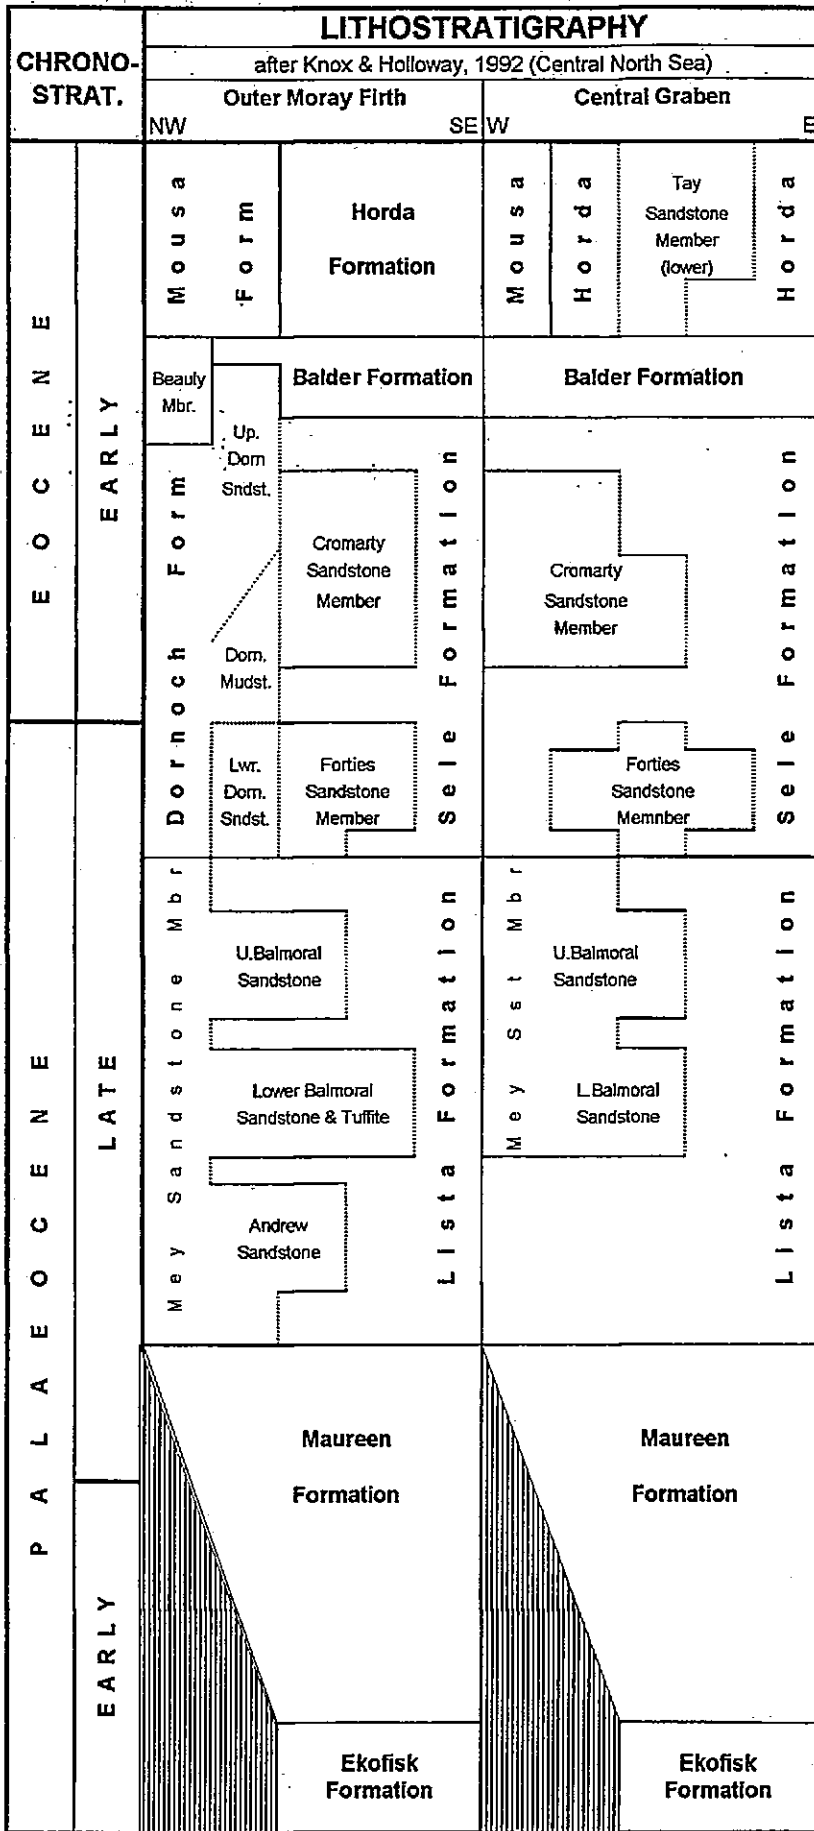 LITHOSTRATIGRAPHY
CHRONO-
STRAT.
after Knox & Holloway, 1992 (Central North Sea)
Outer Moray Firth
Central Graben
NW
SE
W
E
EOCENE
EARLY
Mousa
Form
Horda
Formation
Mousa
Horda
Tay
Sandstone
Member
(lower)
Horda
Beauly
Mbr.
Balder Formation
Balder Formation
Dornoch Form
Up.
Dorn
Sndst.
Cromarty
Sandstone
Member
Sele Formation
Cromarty
Sandstone
Member
Sele Formation
Dorn.
Mudst.
PALAEOCENE
LATE
Lwr.
Dorn.
Sndst.
Forties
Sandstone
Member
Forties
Sandstone
Memnber
Mey Sandstone Mbr
U.Balmoral
Sandstone
Lista Formation
Mey Sst Mbr
U.Balmoral
Sandstone
Lista Formation
Lower Balmoral
Sandstone & Tuffite
L.Balmoral
Sandstone
Andrew
Sandstone
Maureen
Formation
Maureen
Formation
EARLY
Ekofisk
Formation
Ekofisk
Formation